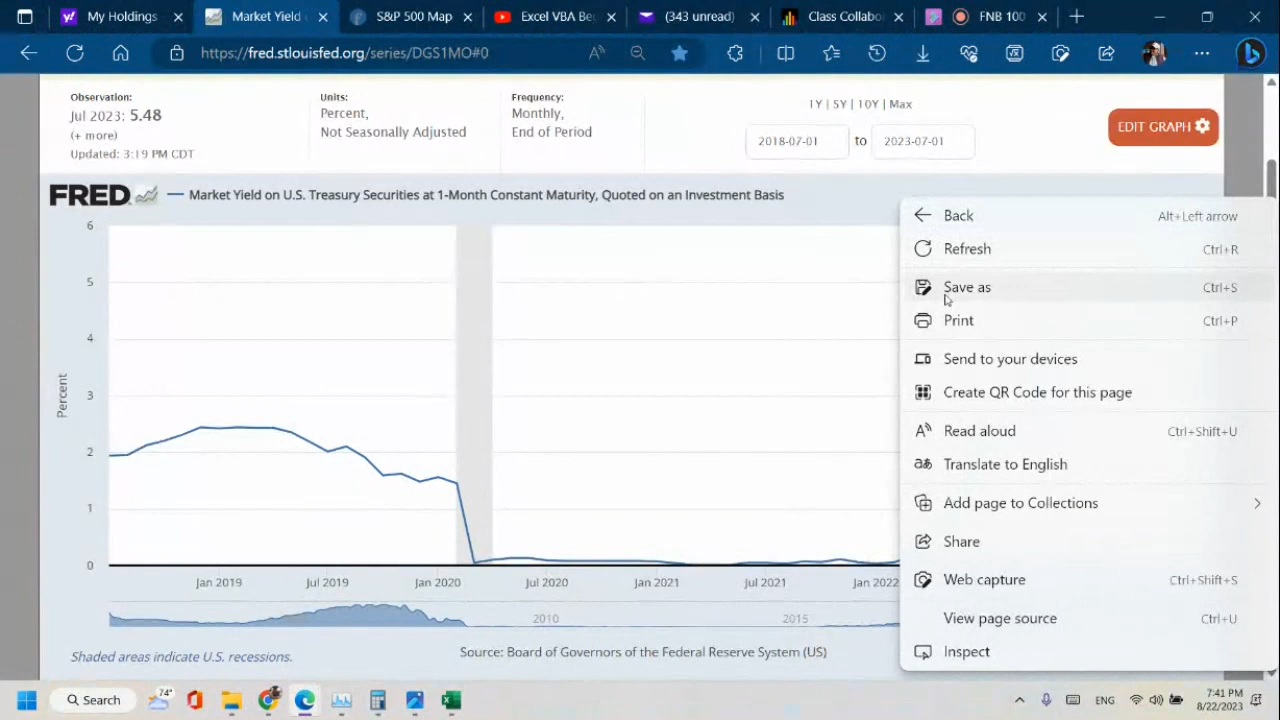 My Holdings
Market Yield
S&P 500 Map
Excel VBA Be
(343 unread)
Class Collabo
FNB 100
https://fred.stlouisfed.org/series/DGS1MO#0
Observation:
Jul 2023: 5.48
(+ more)
Updated: 3:19 PM CDT
Units:
Percent,
Not Seasonally Adjusted
Frequency:
Monthly,
End of Period
1Y | 5Y | 10Y | Max
2018-07-01 to 2023-07-01
EDIT GRAPH
FRED
Market Yield on U.S. Treasury Securities at 1-Month Constant Maturity, Quoted on an Investment Basis
Percent
6
5
4
3
2
1
0
Jan 2019 Jul 2019 Jan 2020 Jul 2020 Jan 2021 Jul 2021 Jan 2022
2010 2015
Shaded areas indicate U.S. recessions.
Source: Board of Governors of the Federal Reserve System (US)
Back Alt+Left arrow
Refresh Ctrl+R
Save as Ctrl+S
Print Ctrl+P
Send to your devices
Create QR Code for this page
Read aloud Ctrl+Shift+U
Translate to English
Add page to Collections
Share
Web capture Ctrl+Shift+S
View page source Ctrl+U
Inspect
Search
74°
ENG
7:41 PM
8/22/2023